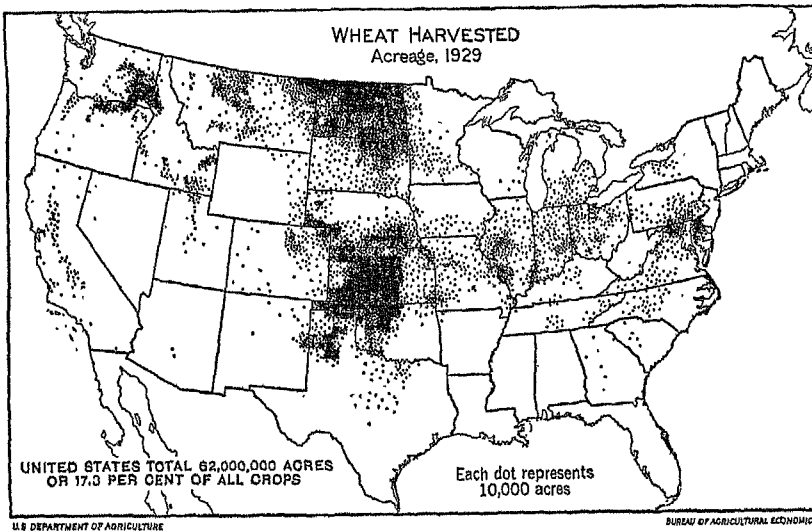 WHEAT HARVESTED
Acreage, 1929
UNITED STATES TOTAL 62,000,000 ACRES
OR 17.3 PER CENT OF ALL CROPS
Each dot represents
10,000 acres
U.S DEPARTMENT OF AGRICULTURE
BUREAU OF AGRICULTURAL ECONOMIC